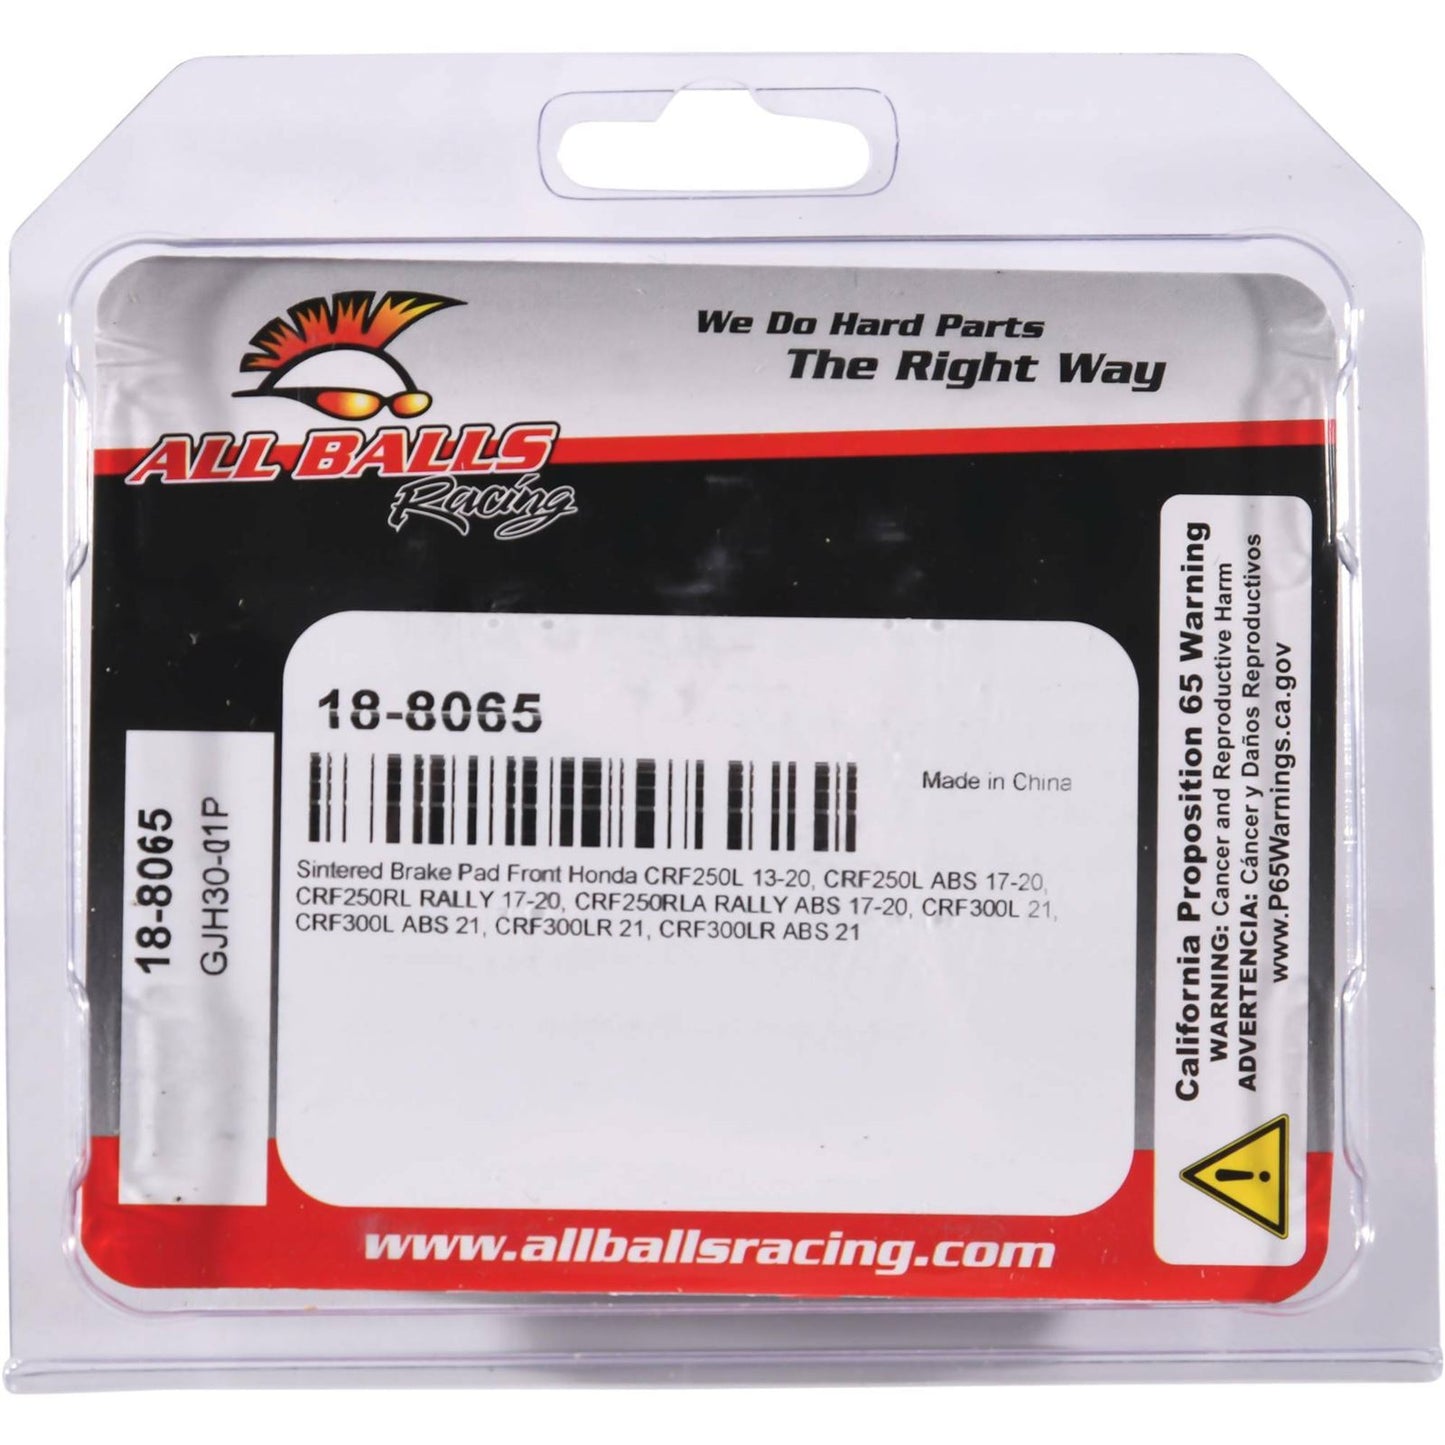 We Do Hard Parts
The Right Way
ALL BALLS
Racing
18-8065
Made in China
Sintered Brake Pad Front Honda CRF250L 13-20, CRF250L ABS 17-20,
CRF250RL RALLY 17-20, CRF250RLA RALLY ABS 17-20, CRF300L 21,
CRF300L ABS 21, CRF300LR 21, CRF300LR ABS 21
18-8065
GJH30-01P
California Proposition 65 Warning
WARNING: Cancer and Reproductive Harm
ADVERTENCIA: Cáncer y Daños Reproductivos
www.P65Warnings.ca.gov
www.allballsracing.com